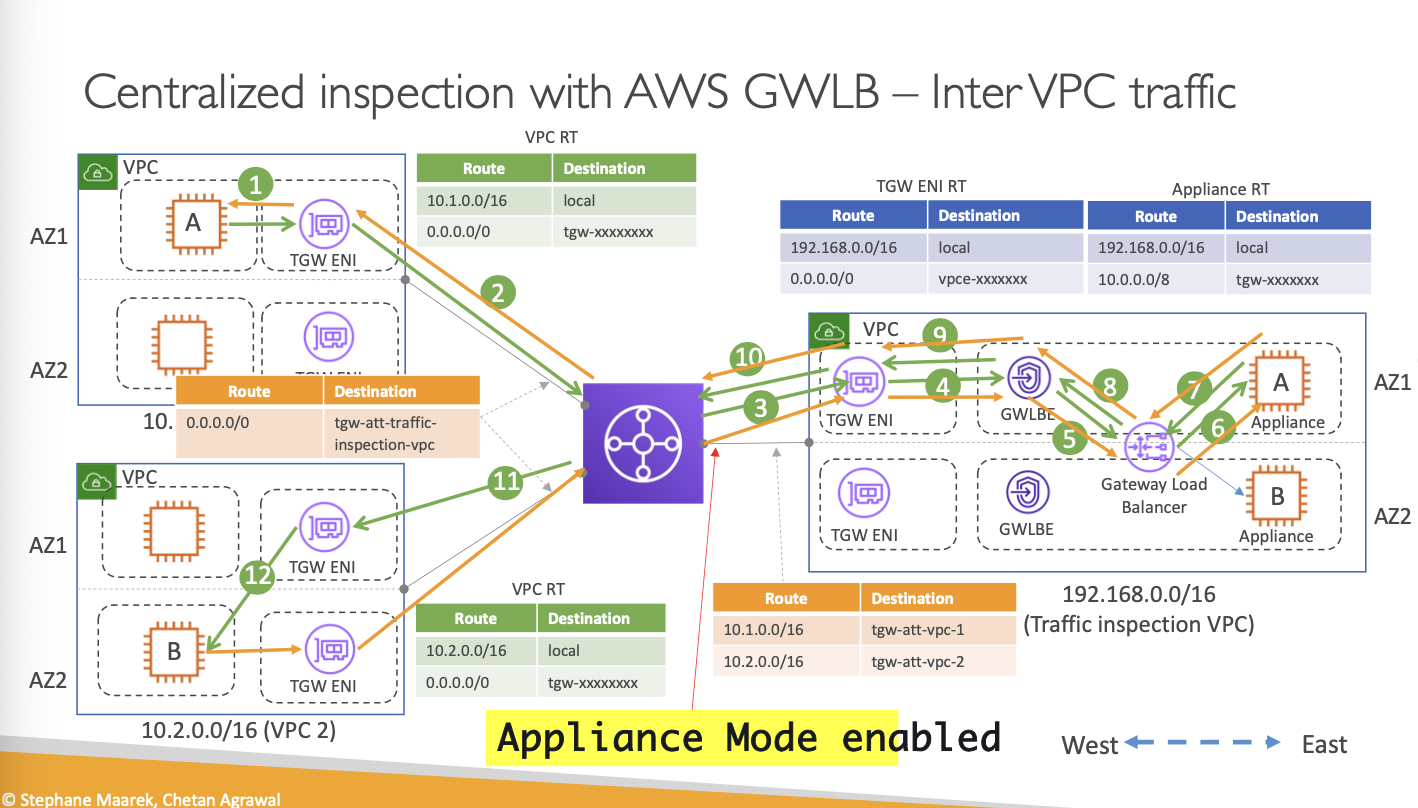 Centralized inspection with AWS GWLB – Inter VPC traffic
VPC RT
Route Destination
10.1.0.0/16 local
0.0.0.0/0 tgw-xxxxxxxx
TGW ENI RT
Route Destination
192.168.0.0/16 local
0.0.0.0/0 vpce-xxxxxxx
Appliance RT
Route Destination
192.168.0.0/16 local
10.0.0.0/8 tgw-xxxxxxx
VPC
AZ1
A
1
TGW ENI
2
AZ2
10.
Route Destination
0.0.0.0/0 tgw-att-traffic-
inspection-vpc
VPC
AZ1
TGW ENI
11
12
AZ2
B
TGW ENI
10.2.0.0/16 (VPC 2)
VPC RT
Route Destination
10.2.0.0/16 local
0.0.0.0/0 tgw-xxxxxxxx
VPC
10
9
3
4
TGW ENI
GWLBE
8
7
5
6
A
Appliance
AZ1
Gateway Load
Balancer
TGW ENI
GWLBE
B
Appliance
AZ2
192.168.0.0/16
(Traffic inspection VPC)
Route Destination
10.1.0.0/16 tgw-att-vpc-1
10.2.0.0/16 tgw-att-vpc-2
Appliance Mode enabled
West East
© Stephane Maarek, Chetan Agrawal